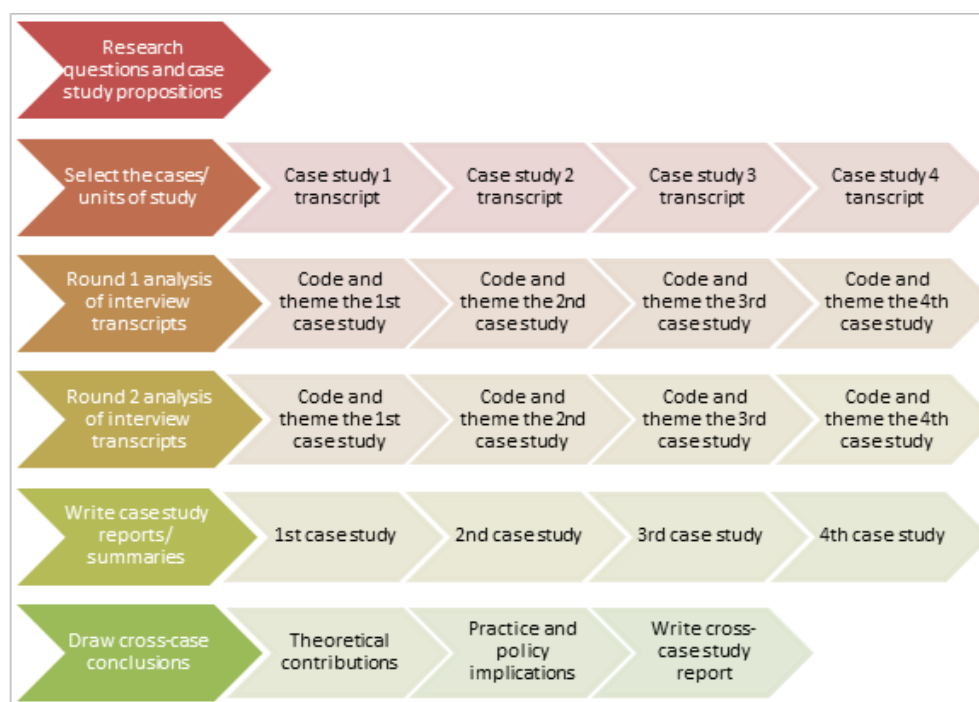 Research
questions and case
study propositions
Select the cases/
units of study
Case study 1
transcript
Case study 2
transcript
Case study 3
transcript
Case study 4
tanscript
Round 1 analysis
of interview
transcripts
Code and
theme the 1st
case study
Code and
theme the 2nd
case study
Code and
theme the 3rd
case study
Code and
theme the 4th
case study
Round 2 analysis
of interview
transcripts
Code and
theme the 1st
case study
Code and
theme the 2nd
case study
Code and
theme the 3rd
case study
Code and
theme the 4th
case study
Write case study
reports/
summaries
1st case study
2nd case study
3rd case study
4th case study
Draw cross-case
conclusions
Theoretical
contributions
Practice and
policy
implications
Write cross-
case study
report